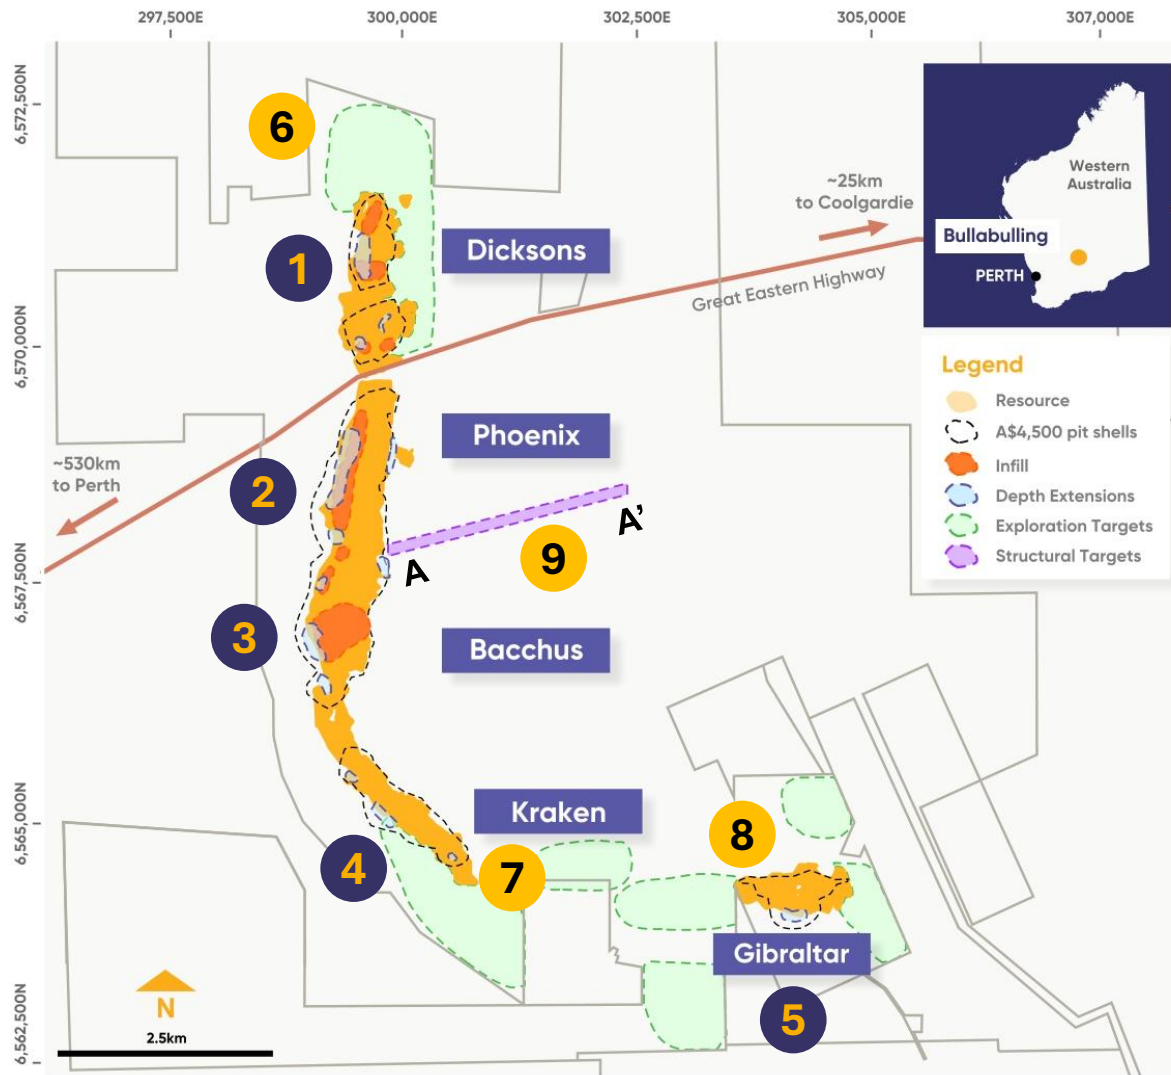 297,500E
300,000E
302,500E
305,000E
307,000E
6,572,500N
6,570,000N
6,567,500N
6,565,000N
6,562,500N
6
1
Dicksons
~25km
to Coolgardie
Great Eastern Highway
Western
Australia
Bullabulling
PERTH
Phoenix
~530km
to Perth
2
A
A'
9
3
Bacchus
Legend
Resource
A$4,500 pit shells
Infill
Depth Extensions
Exploration Targets
Structural Targets
Kraken
4
7
8
Gibraltar
5
N
2.5km